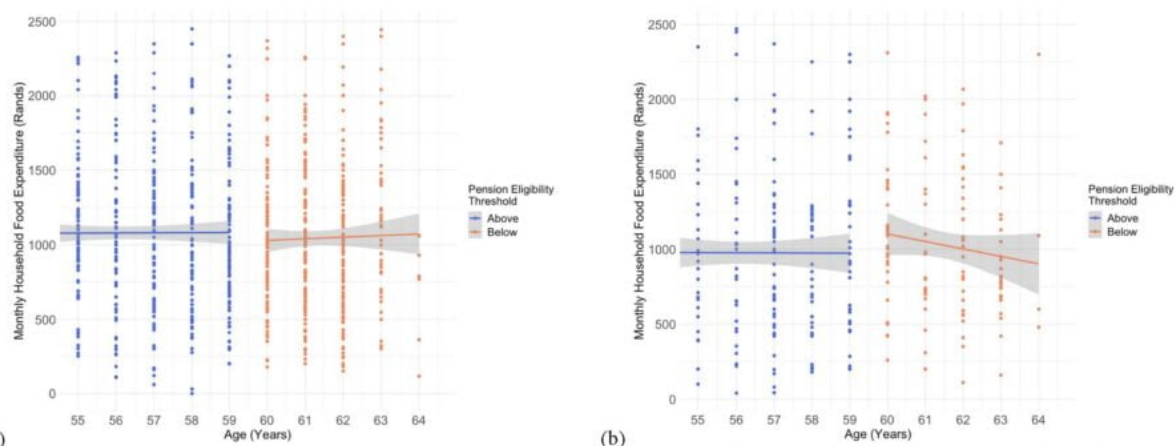 2500
2000
1500
1000
500
0
Monthly Household Food Expenditure (Rands)
55 56 57 58 59 60 61 62 63 64
Age (Years)
Pension Eligibility
Threshold
Above
Below
)
2500
2000
1500
1000
500
0
Monthly Household Food Expenditure (Rands)
55 56 57 58 59 60 61 62 63 64
Age (Years)
Pension Eligibility
Threshold
Above
Below
(b)